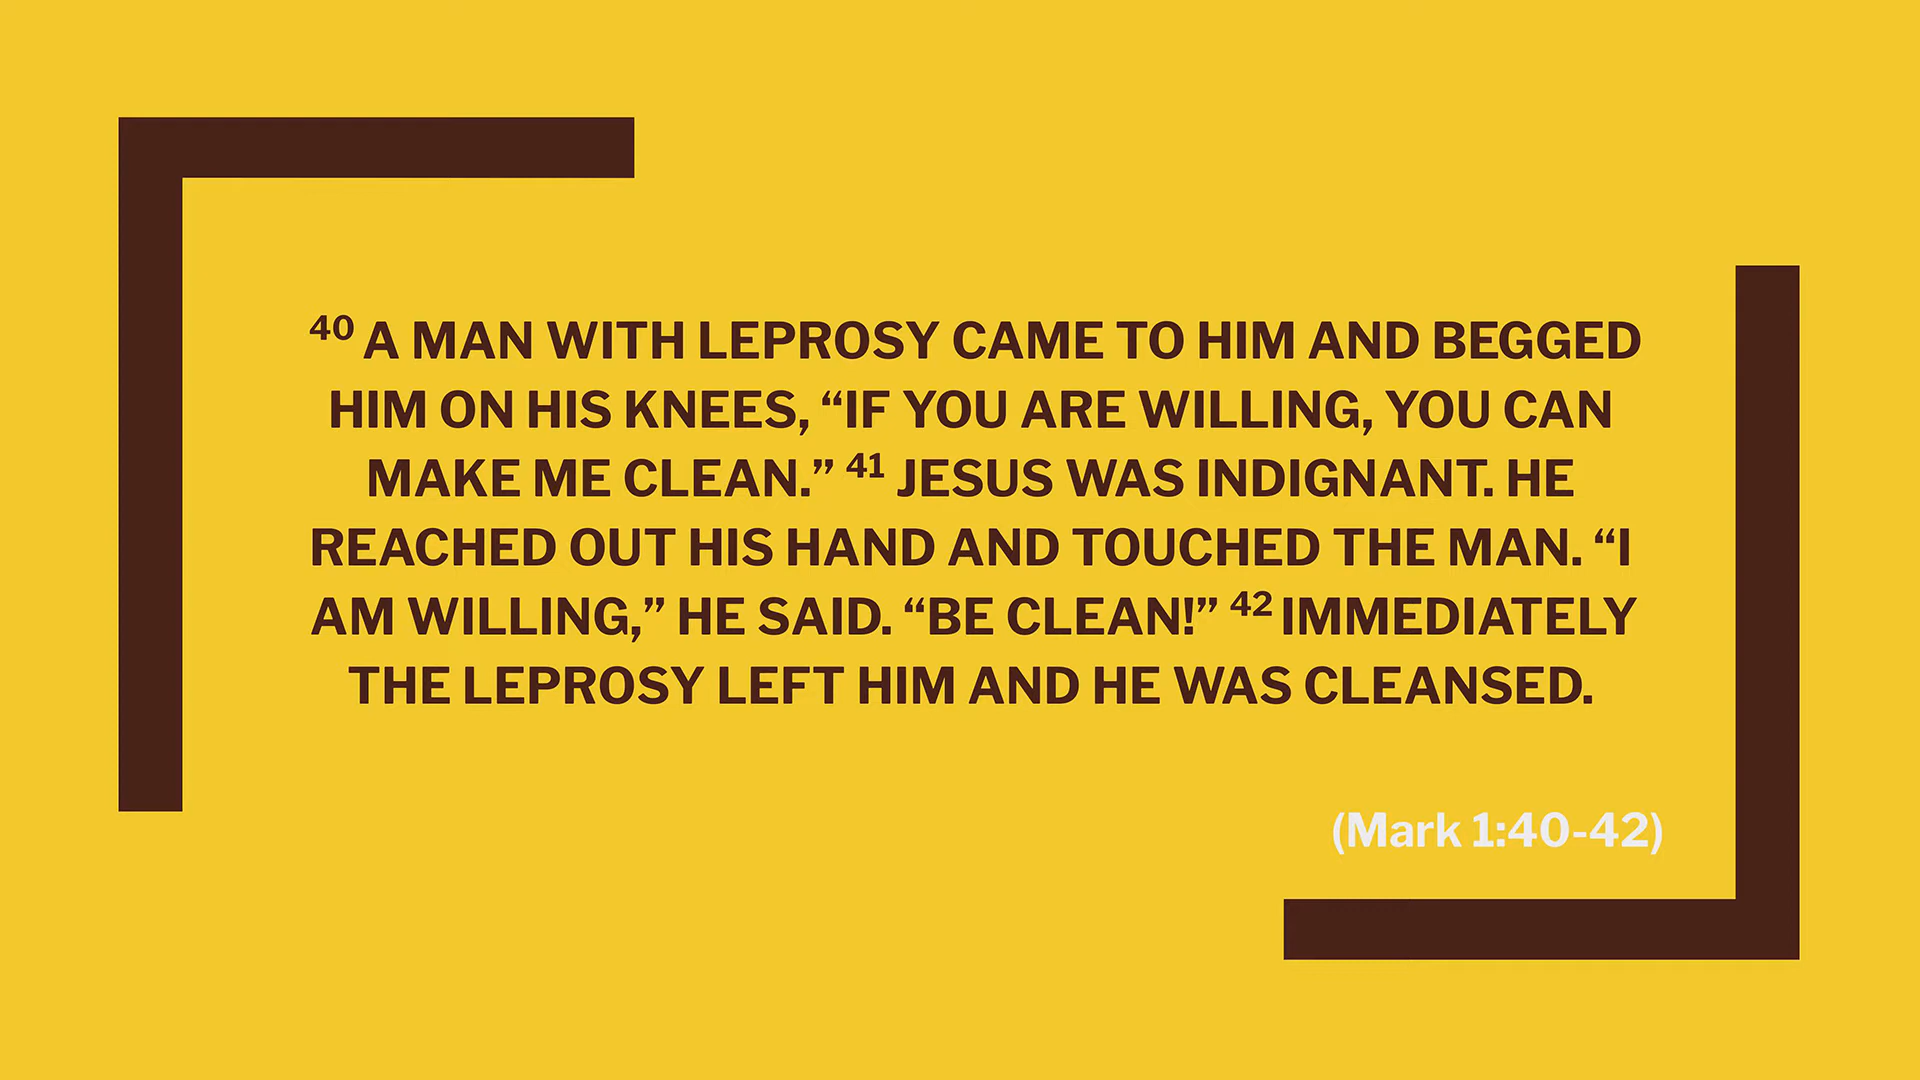 40 A MAN WITH LEPROSY CAME TO HIM AND BEGGED
HIM ON HIS KNEES, “IF YOU ARE WILLING, YOU CAN
MAKE ME CLEAN.” 41 JESUS WAS INDIGNANT. HE
REACHED OUT HIS HAND AND TOUCHED THE MAN. “I
AM WILLING,” HE SAID. “BE CLEAN!” 42 IMMEDIATELY
THE LEPROSY LEFT HIM AND HE WAS CLEANSED.
(Mark 1:40-42)